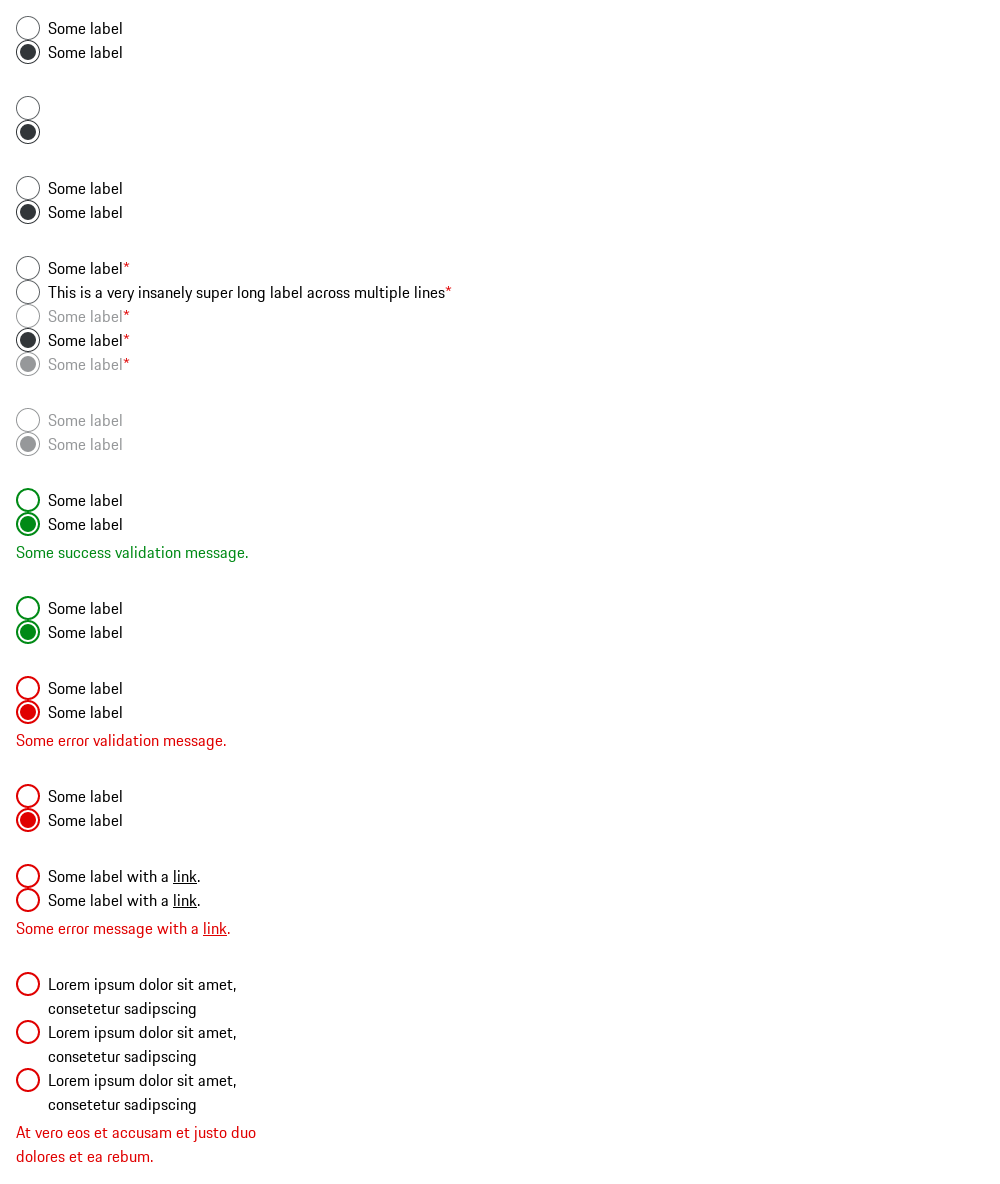 Some label
Some label
Some label
Some label
Some label*
This is a very insanely super long label across multiple lines*
Some label*
Some label*
Some label*
Some label
Some label
Some label
Some label
Some success validation message.
Some label
Some label
Some label
Some label
Some error validation message.
Some label
Some label
Some label with a link.
Some label with a link.
Some error message with a link.
Lorem ipsum dolor sit amet,
consetetur sadipscing
Lorem ipsum dolor sit amet,
consetetur sadipscing
Lorem ipsum dolor sit amet,
consetetur sadipscing
At vero eos et accusam et justo duo
dolores et ea rebum.